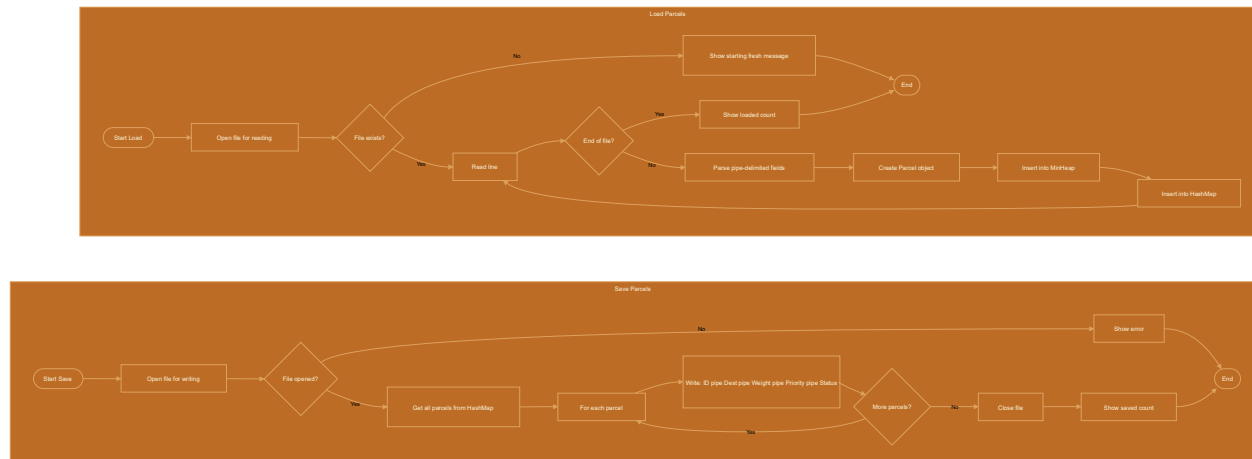 Load Parcels
No
Show starting fresh message
End
Start Load
Open file for reading
File exists?
Yes
Read line
End of file?
Yes
Show loaded count
No
Parse pipe-delimited fields
Create Parcel object
Insert into MinHeap
Insert into HashMap
Save Parcels
No
Show error
Start Save
Open file for writing
File opened?
Yes
Get all parcels from HashMap
For each parcel
Write: ID pipe Dest pipe Weight pipe Priority pipe Status
More parcels?
Yes
No
Close file
Show saved count
End